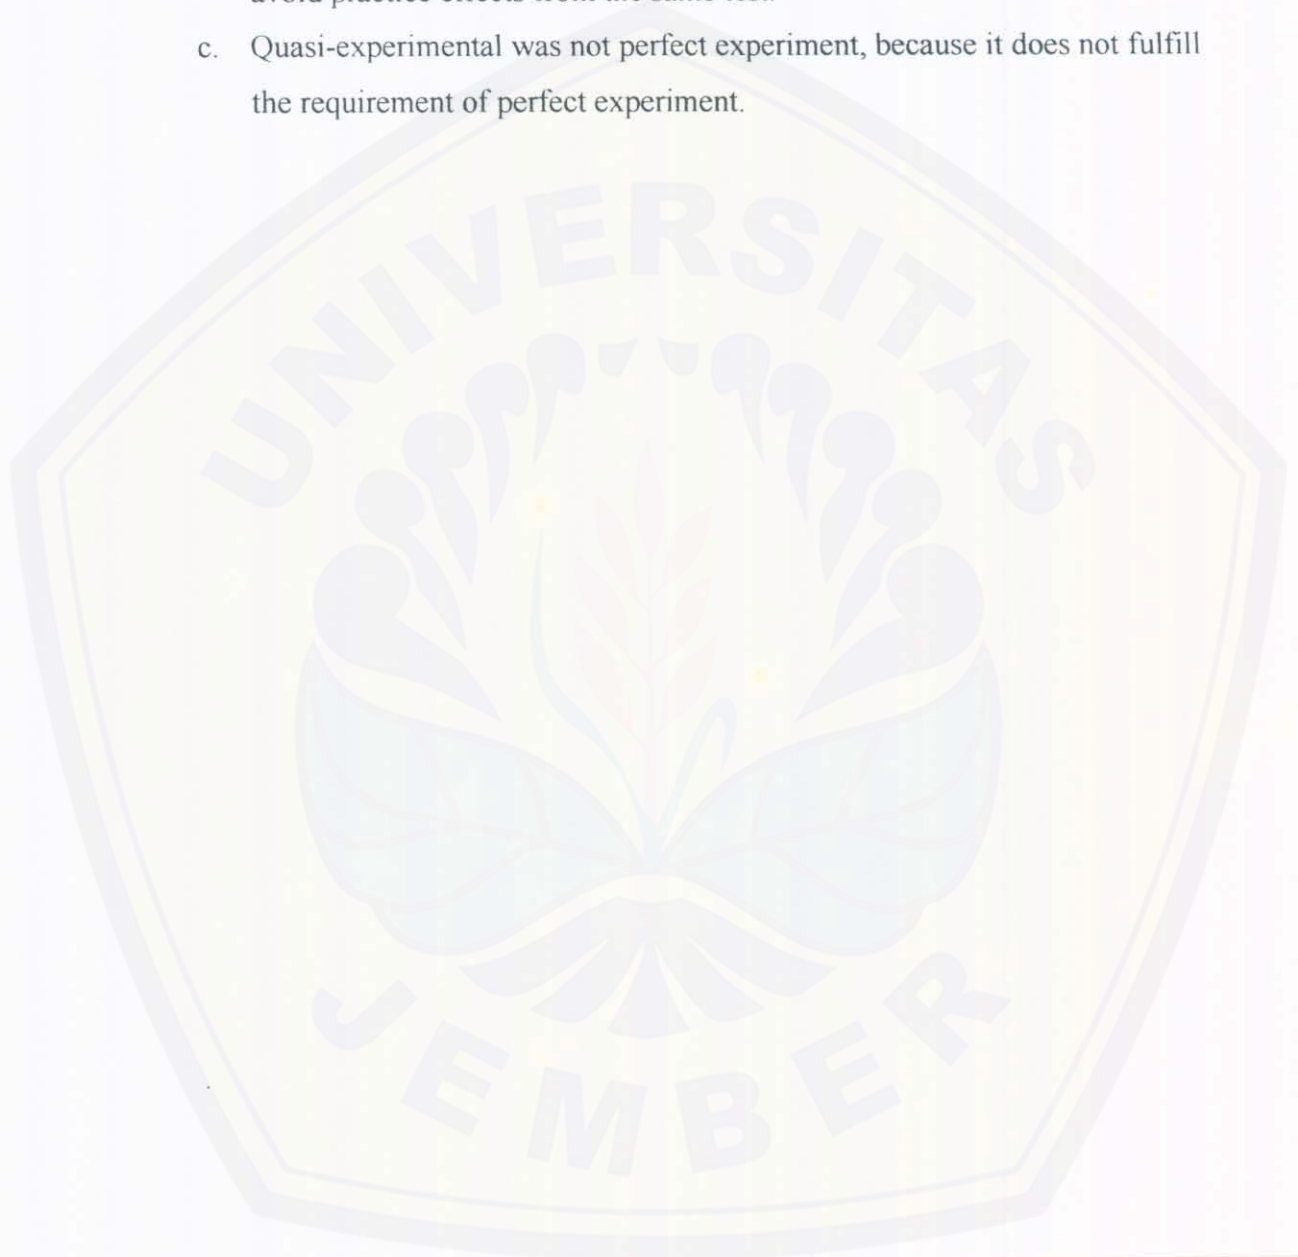 c. Quasi-experimental was not perfect experiment, because it does not fulfill
the requirement of perfect experiment.
UNIVERSITAS
JEMBER